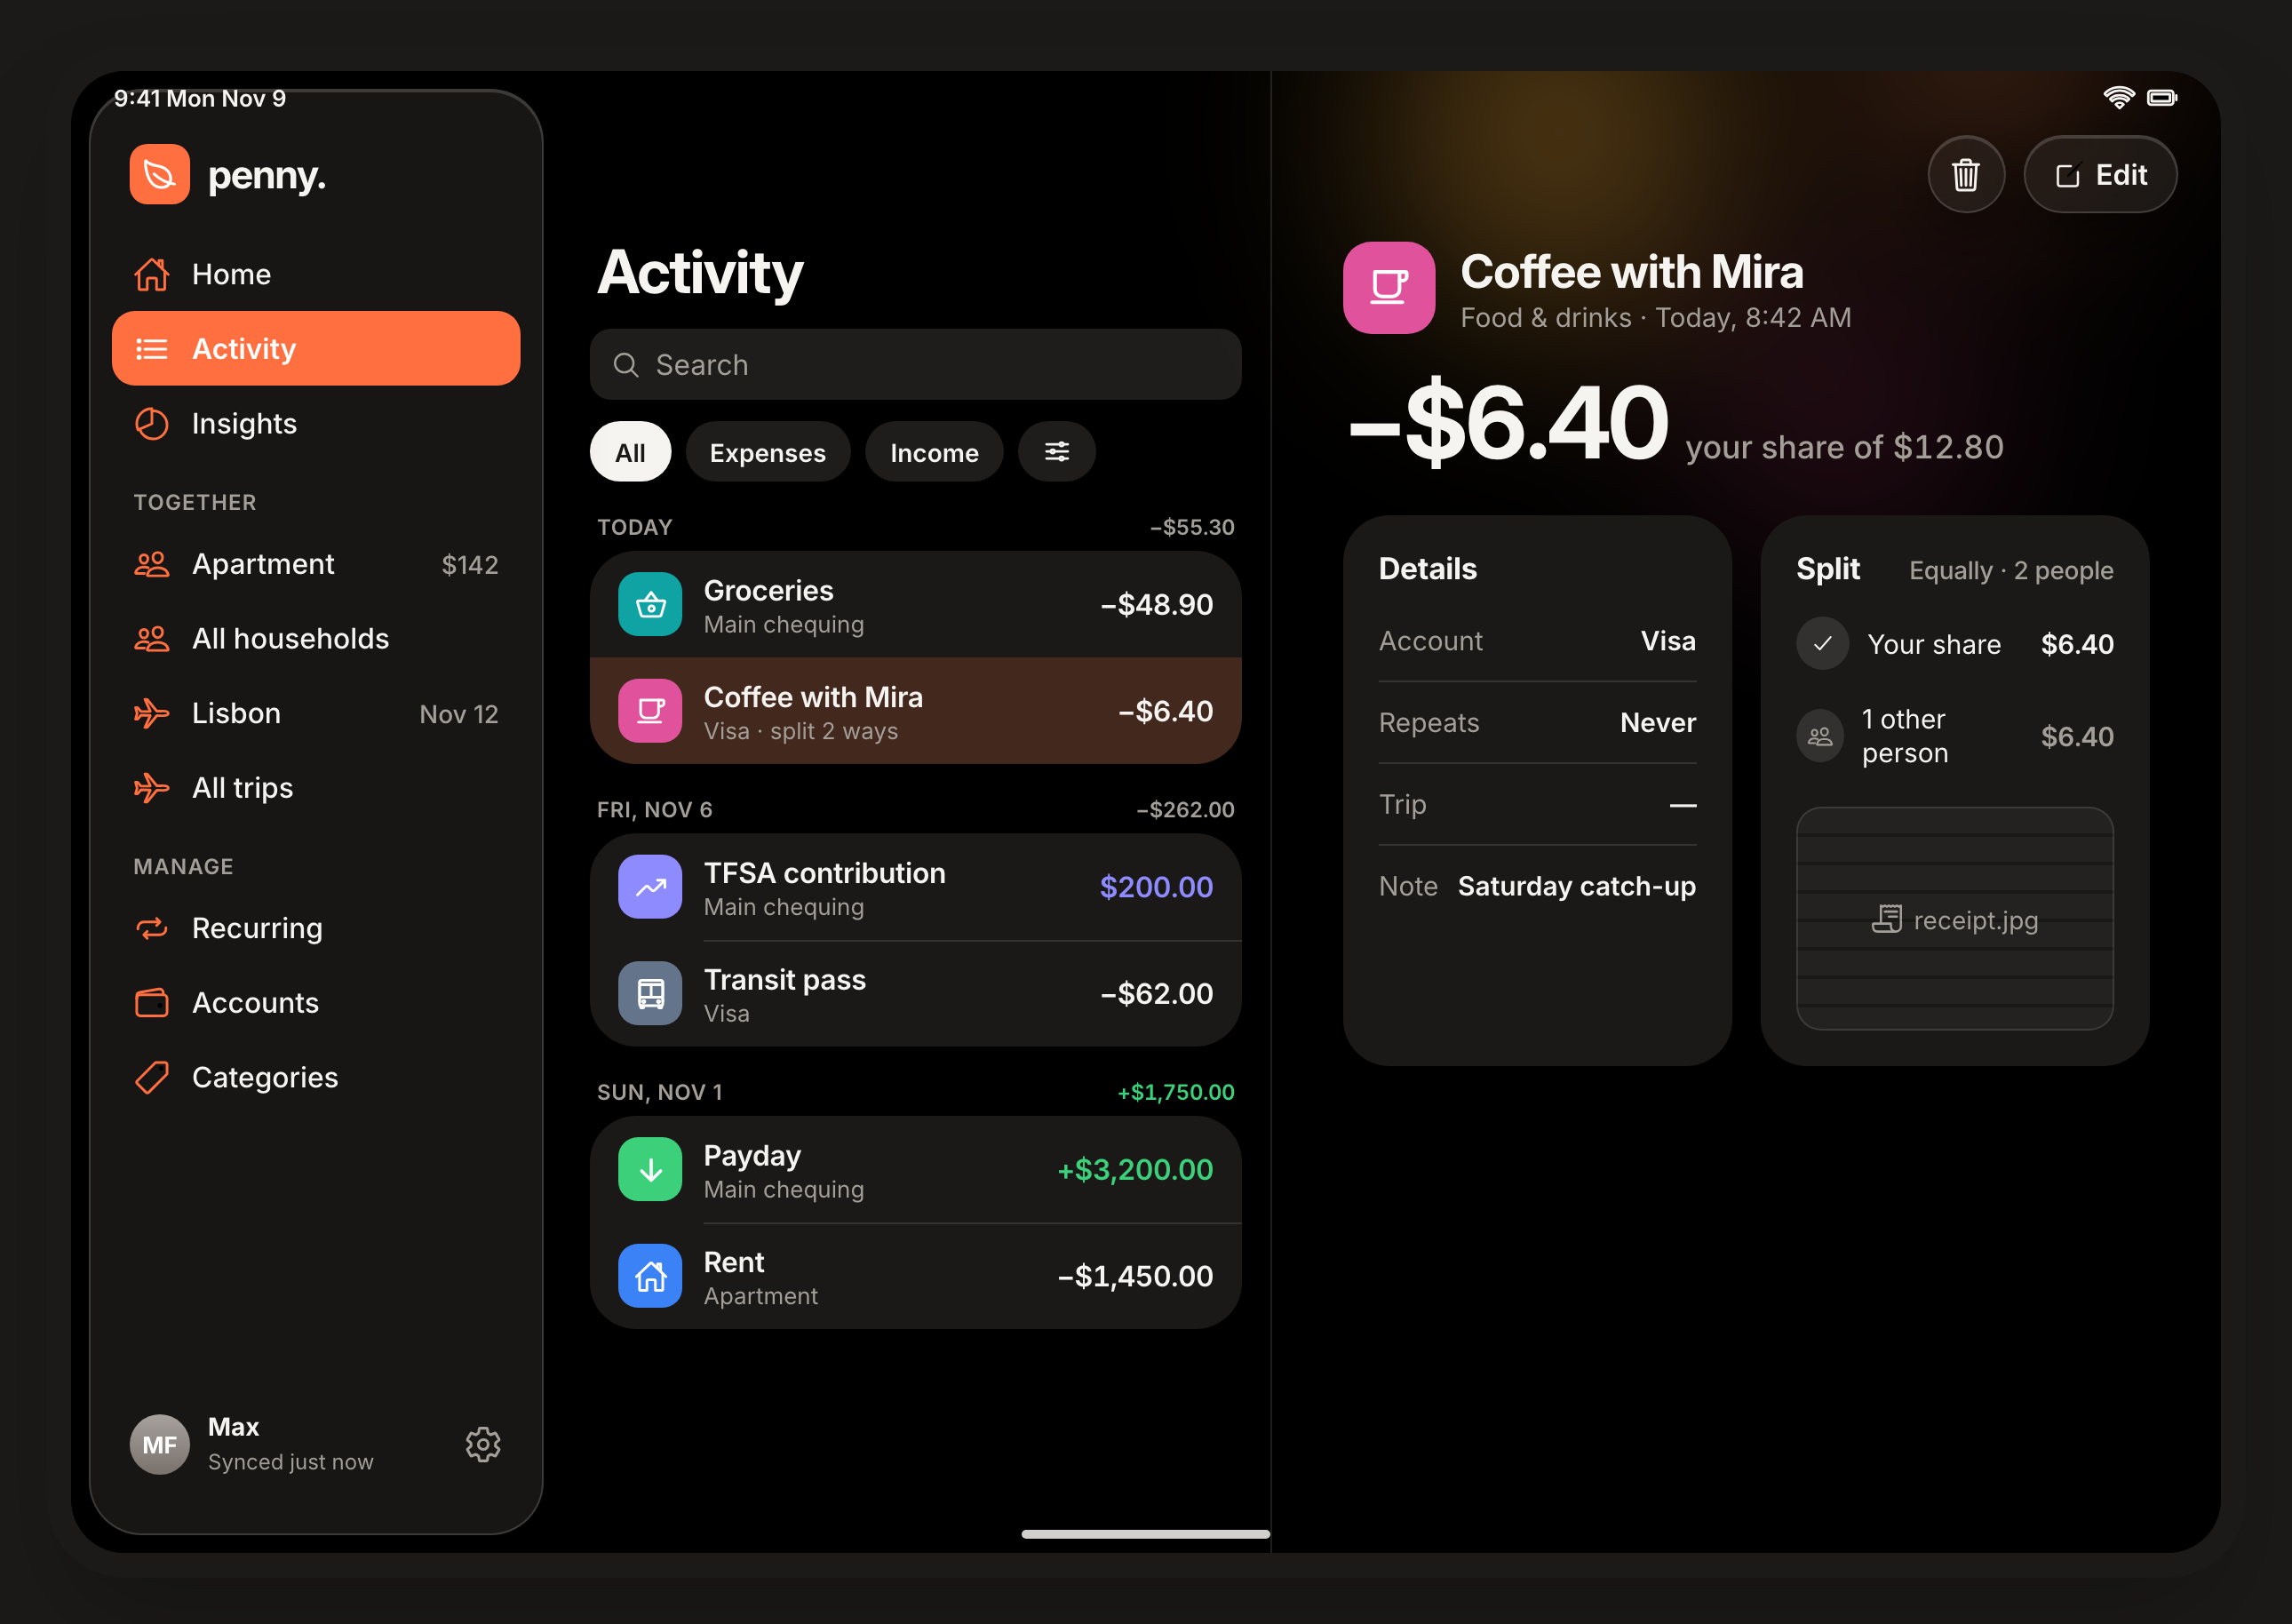 9:41 Mon Nov 9
penny.
Home
Activity
Insights
TOGETHER
Apartment $142
All households
Lisbon Nov 12
All trips
MANAGE
Recurring
Accounts
Categories
MF
Max
Synced just now
Activity
Search
All Expenses Income
TODAY –$55.30
Groceries
Main chequing
–$48.90
Coffee with Mira
Visa · split 2 ways
–$6.40
FRI, NOV 6 –$262.00
TFSA contribution
Main chequing
$200.00
Transit pass
Visa
–$62.00
SUN, NOV 1 +$1,750.00
Payday
Main chequing
+$3,200.00
Rent
Apartment
–$1,450.00
Edit
Coffee with Mira
Food & drinks · Today, 8:42 AM
–$6.40 your share of $12.80
Details
Account Visa
Repeats Never
Trip —
Note Saturday catch-up
Split Equally · 2 people
Your share $6.40
1 other
person
$6.40
receipt.jpg